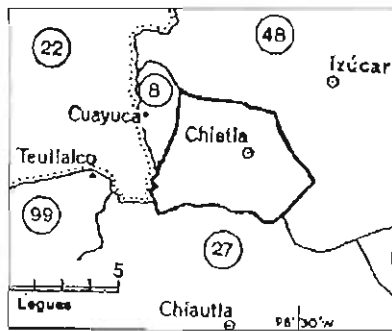 22
48
Izúcar
8
Cuayuca
Chietla
Teutlalco
99
27
5
Leguas
Chiautla
98°30'W